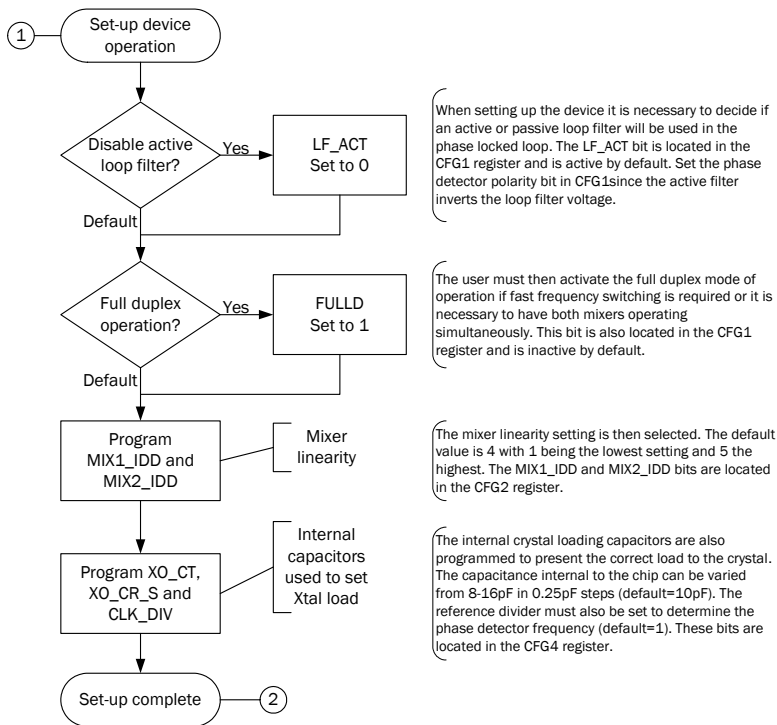 1
Set-up device
operation
Disable active
loop filter?
Yes
LF_ACT
Set to 0
Default
When setting up the device it is necessary to decide if
an active or passive loop filter will be used in the
phase locked loop. The LF_ACT bit is located in the
CFG1 register and is active by default. Set the phase
detector polarity bit in CFG1since the active filter
inverts the loop filter voltage.
Full duplex
operation?
Yes
FULLD
Set to 1
Default
The user must then activate the full duplex mode of
operation if fast frequency switching is required or it is
necessary to have both mixers operating
simultaneously. This bit is also located in the CFG1
register and is inactive by default.
Program
MIX1_IDD and
MIX2_IDD
Mixer
linearity
The mixer linearity setting is then selected. The default
value is 4 with 1 being the lowest setting and 5 the
highest. The MIX1_IDD and MIX2_IDD bits are located
in the CFG2 register.
Program XO_CT,
XO_CR_S and
CLK_DIV
Internal
capacitors
used to set
Xtal load
The internal crystal loading capacitors are also
programmed to present the correct load to the crystal.
The capacitance internal to the chip can be varied
from 8-16pF in 0.25pF steps (default=10pF). The
reference divider must also be set to determine the
phase detector frequency (default=1). These bits are
located in the CFG4 register.
Set-up complete
2